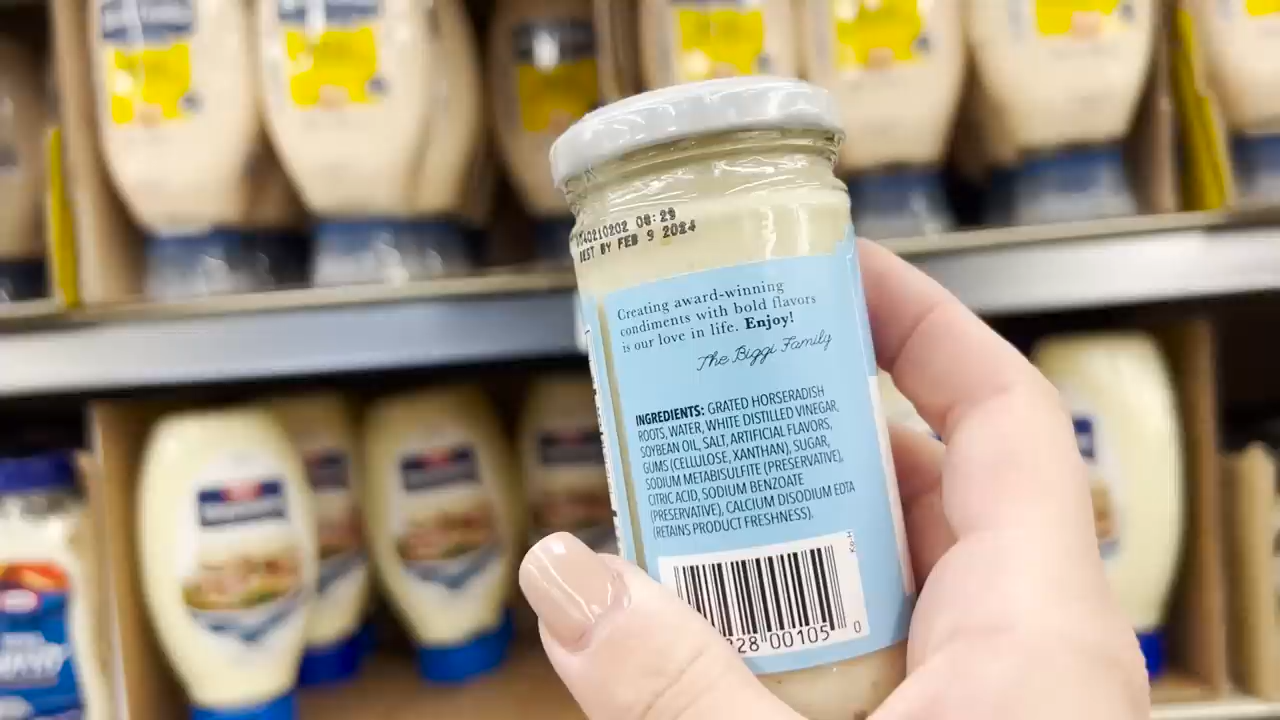 1040210202 08:29
BEST BY FEB 9 2024
Creating award-winning
condiments with bold flavors
is our love in life. Enjoy!
The Biggi Family
INGREDIENTS: GRATED HORSERADISH
ROOTS, WATER, WHITE DISTILLED VINEGAR,
SOYBEAN OIL, SALT, ARTIFICIAL FLAVORS,
GUMS (CELLULOSE, XANTHAN), SUGAR,
SODIUM METABISULFITE (PRESERVATIVE),
CITRIC ACID, SODIUM BENZOATE
(PRESERVATIVE), CALCIUM DISODIUM EDTA
(RETAINS PRODUCT FRESHNESS).
28 00105 0